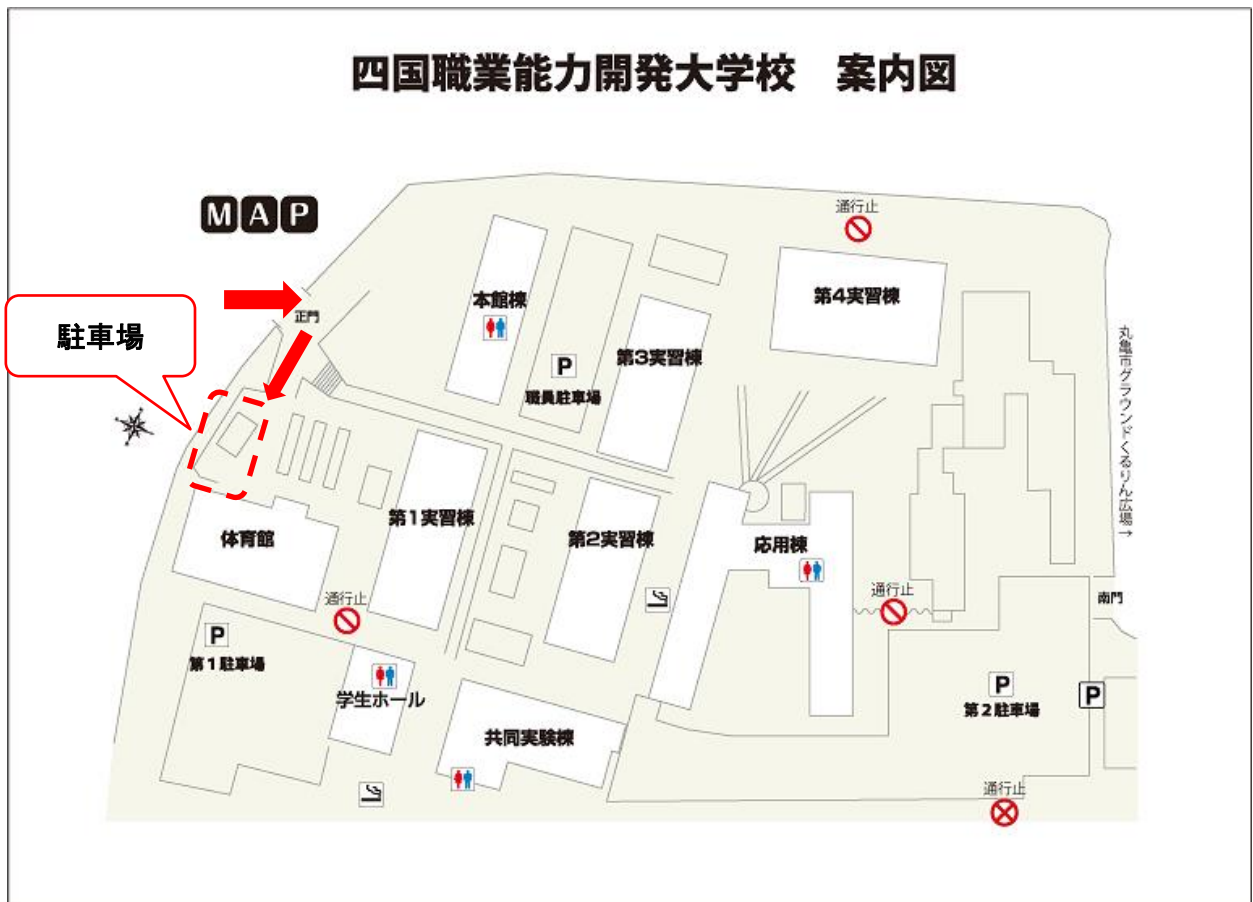 四国職業能力開発大学校　案内図
MAP
通行止
本館棟
第4実習棟
正門
駐車場
第3実習棟
P
職員駐車場
丸亀市グラウンドくるりん広場→
第1実習棟
体育館
第2実習棟
応用棟
通行止
通行止
南門
P
第1駐車場
学生ホール
P
第2駐車場
P
共同実験棟
通行止